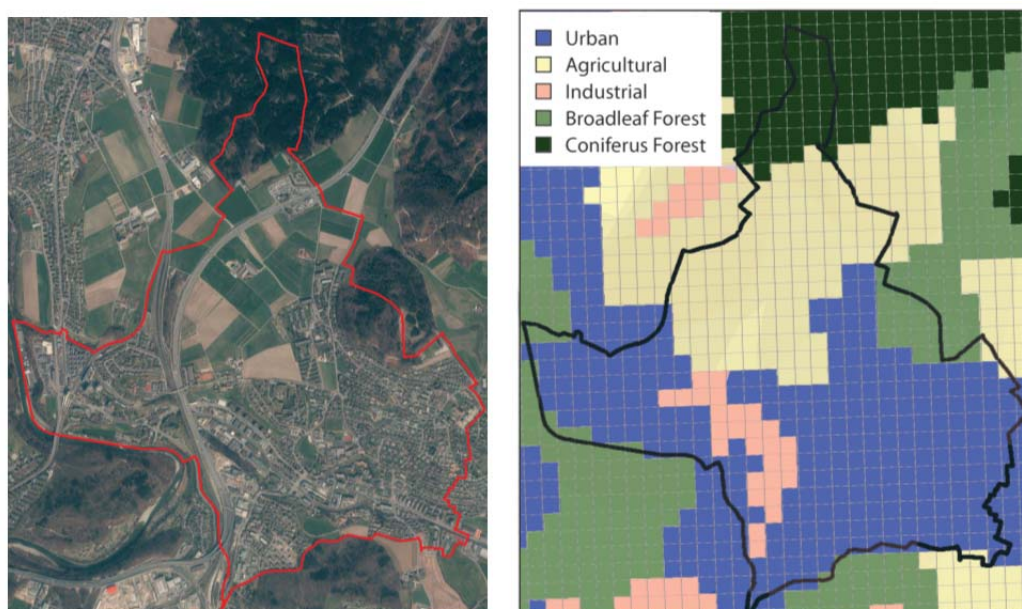 Urban
Agricultural
Industrial
Broadleaf Forest
Coniferus Forest